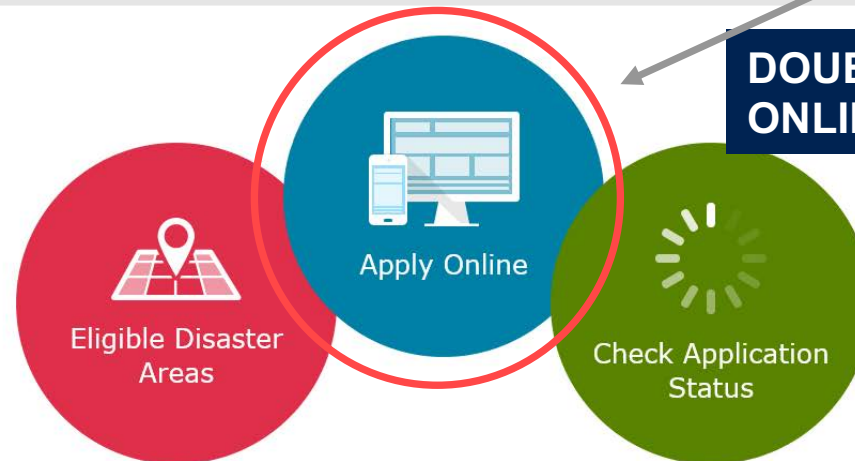 Apply Online
Eligible Disaster
Areas
Check Application
Status